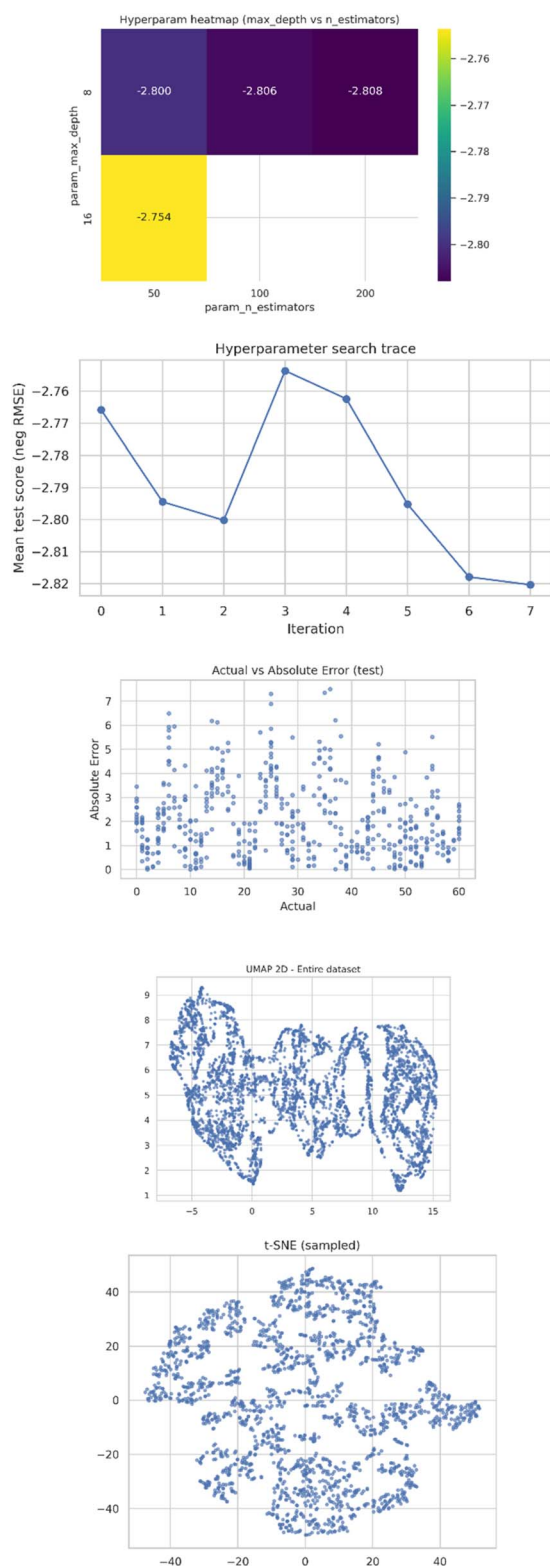 Hyperparam heatmap (max_depth vs n_estimators)
param_max_depth
8
-2.800
-2.806
-2.808
16
-2.754
50
100
200
param_n_estimators
−2.76
−2.77
−2.78
−2.79
−2.80
Hyperparameter search trace
Mean test score (neg RMSE)
−2.76
−2.77
−2.78
−2.79
−2.80
−2.81
−2.82
0 1 2 3 4 5 6 7
Iteration
Actual vs Absolute Error (test)
Absolute Error
7
6
5
4
3
2
1
0
0 10 20 30 40 50 60
Actual
UMAP 2D - Entire dataset
9
8
7
6
5
4
3
2
1
−5 0 5 10 15
t-SNE (sampled)
40
20
0
−20
−40
−40 −20 0 20 40